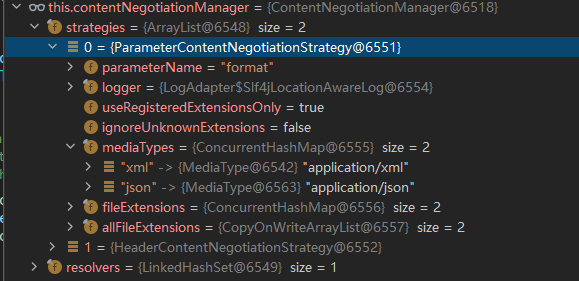 this.contentNegotiationManager = {ContentNegotiationManager@6518}
strategies = {ArrayList@6548} size = 2
0 = {ParameterContentNegotiationStrategy@6551}
parameterName = "format"
logger = {LogAdapter$Slf4jLocationAwareLog@6554}
useRegisteredExtensionsOnly = true
ignoreUnknownExtensions = false
mediaTypes = {ConcurrentHashMap@6555} size = 2
"xml" -> {MediaType@6542} "application/xml"
"json" -> {MediaType@6563} "application/json"
fileExtensions = {ConcurrentHashMap@6556} size = 2
allFileExtensions = {CopyOnWriteArrayList@6557} size = 2
1 = {HeaderContentNegotiationStrategy@6552}
resolvers = {LinkedHashSet@6549} size = 1